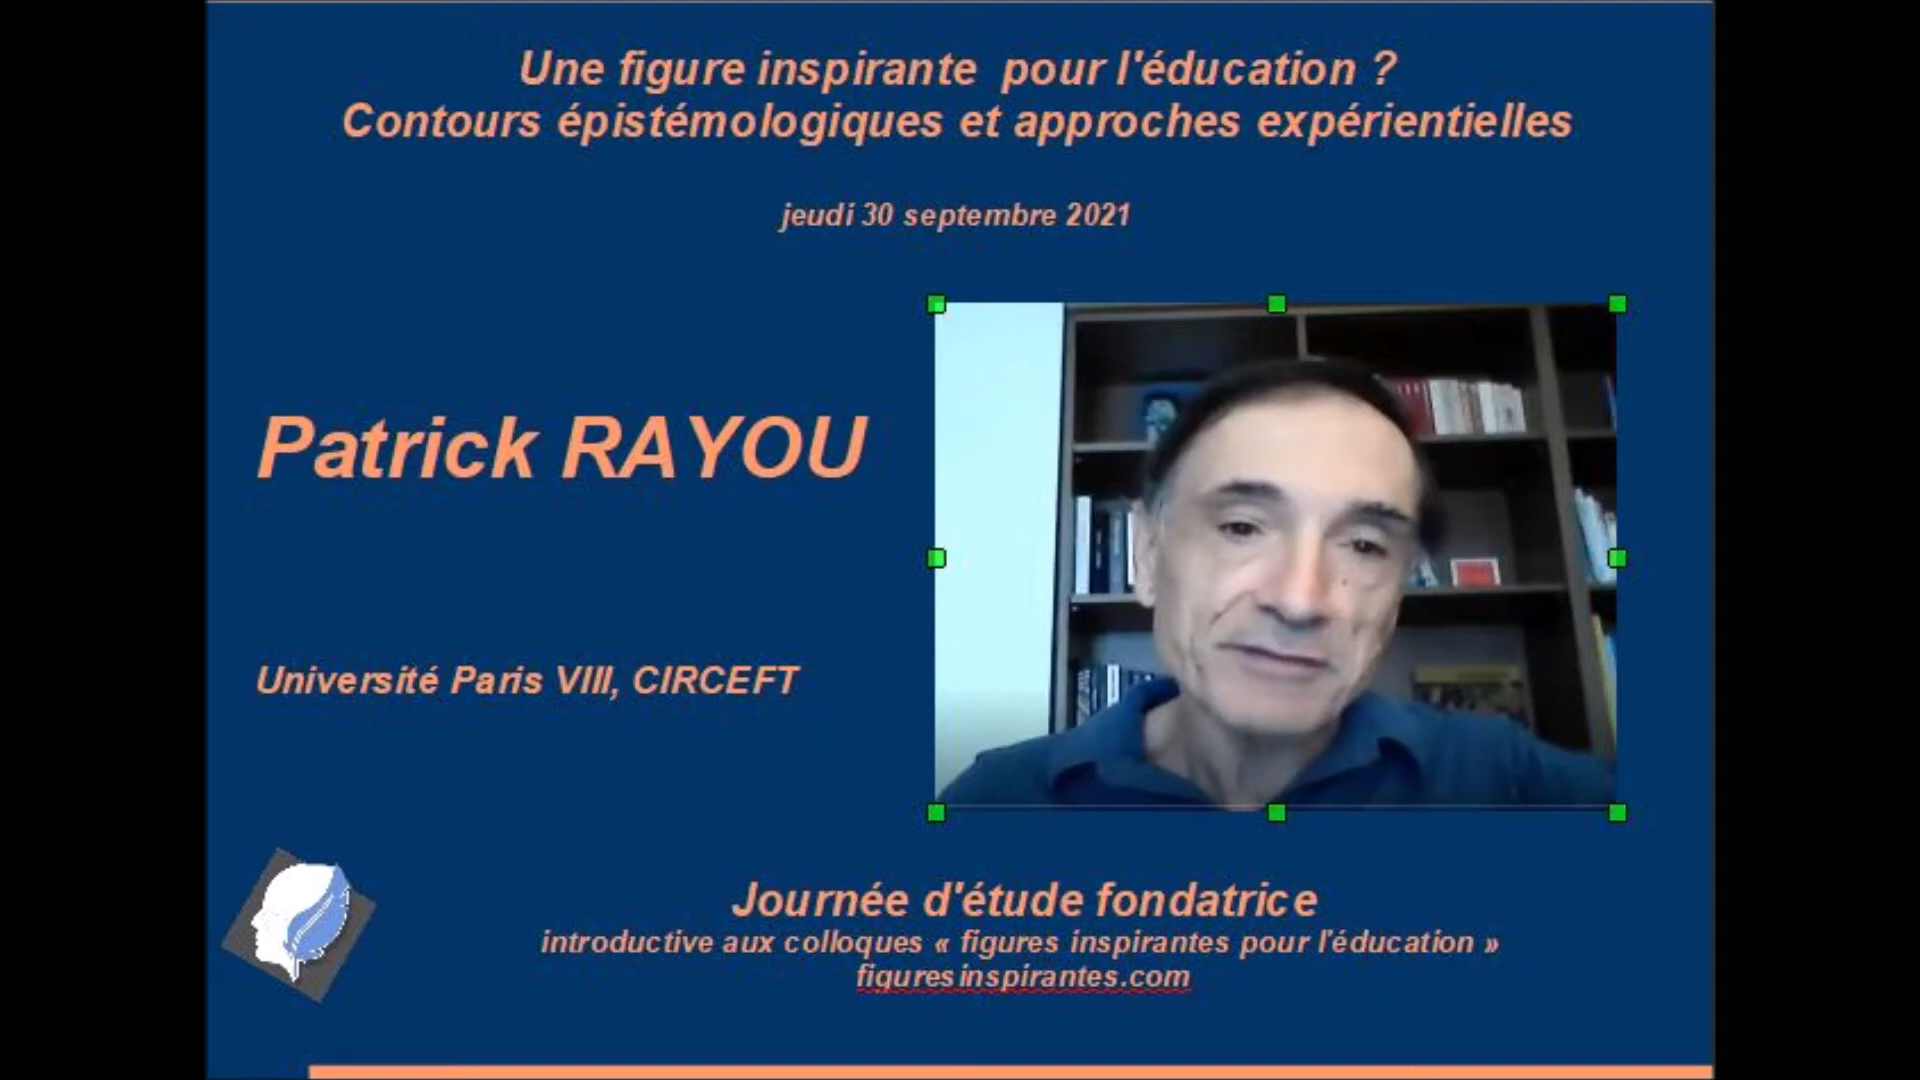 Une figure inspirante pour l'éducation ?
Contours épistémologiques et approches expérientielles
jeudi 30 septembre 2021
Patrick RAYOU
Université Paris VIII, CIRCEFT
Journée d'étude fondatrice
introductive aux colloques « figures inspirantes pour l'éducation »
figuresinspirantes.com